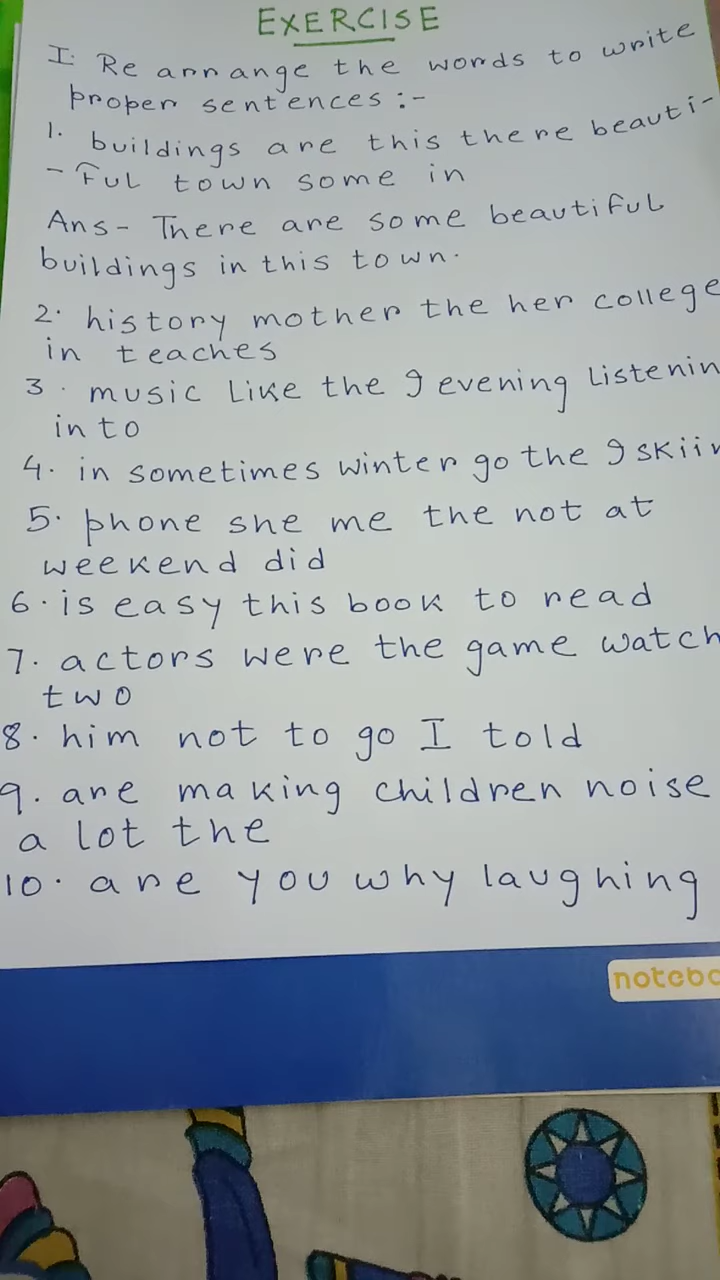 EXERCISE
I. Re arrange the words to write
proper sentences :-
1. buildings are this there beauti-
- ful town some in
Ans - There are some beautiful
buildings in this town.
2. history mother the her college
in teaches
3. music like the I evening listenin
in to
4. in sometimes winter go the I skiin
5. phone she me the not at
weekend did
6. is easy this book to read
7. actors were the game watch
two
8. him not to go I told
9. are making children noise
a lot the
10. are you why laughing
notebo